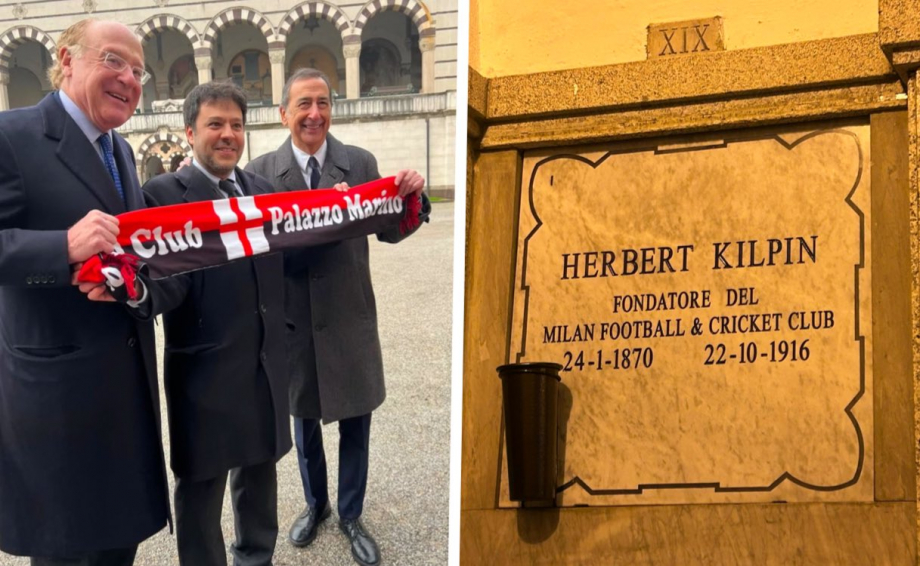 Club Palazzo Marino
XIX
HERBERT KILPIN
FONDATORE DEL
MILAN FOOTBALL & CRICKET CLUB
24-1-1870 22-10-1916